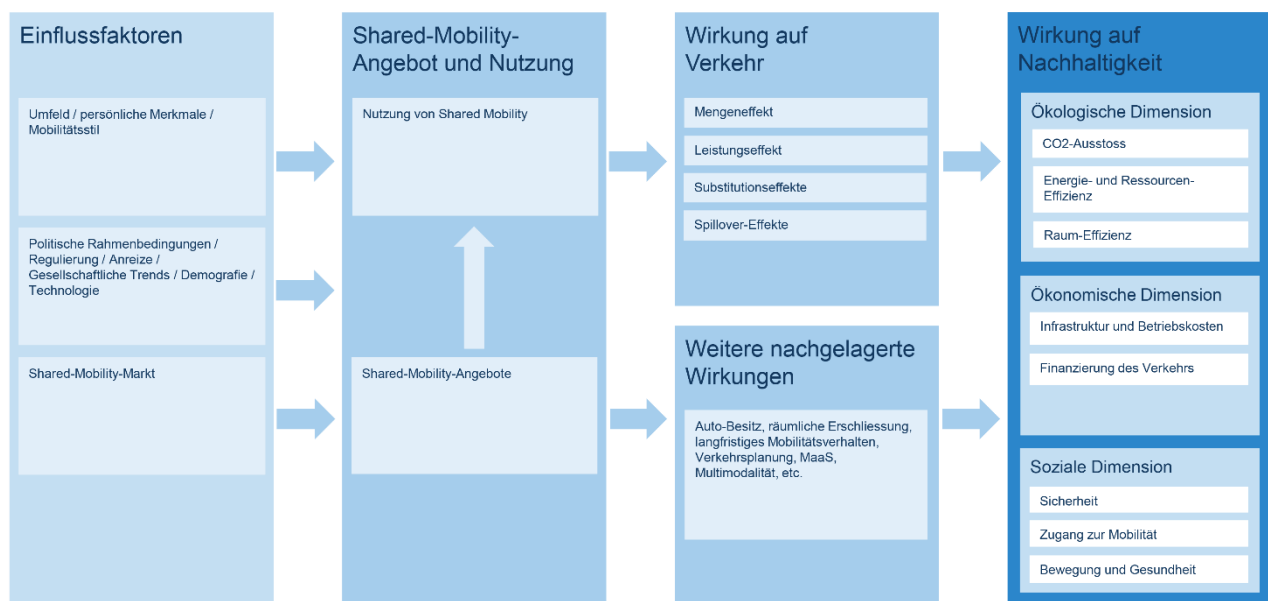 Einflussfaktoren
Umfeld / persönliche Merkmale /
Mobilitätsstil
Politische Rahmenbedingungen /
Regulierung / Anreize /
Gesellschaftliche Trends / Demografie /
Technologie
Shared-Mobility-Markt
Shared-Mobility-
Angebot und Nutzung
Nutzung von Shared Mobility
Shared-Mobility-Angebote
Wirkung auf
Verkehr
Mengeneffekt
Leistungseffekt
Substitutionseffekte
Spillover-Effekte
Weitere nachgelagerte
Wirkungen
Auto-Besitz, räumliche Erschliessung,
langfristiges Mobilitätsverhalten,
Verkehrsplanung, MaaS,
Multimodalität, etc.
Wirkung auf
Nachhaltigkeit
Ökologische Dimension
CO2-Ausstoss
Energie- und Ressourcen-
Effizienz
Raum-Effizienz
Ökonomische Dimension
Infrastruktur und Betriebskosten
Finanzierung des Verkehrs
Soziale Dimension
Sicherheit
Zugang zur Mobilität
Bewegung und Gesundheit